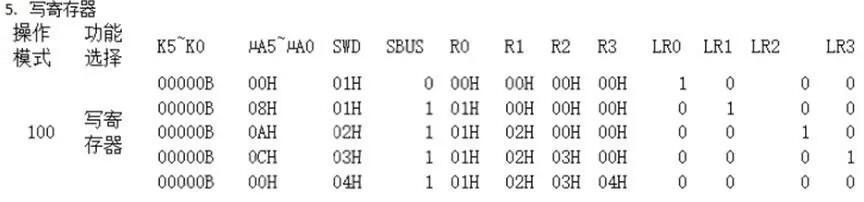 5. 写寄存器
操作模式 功能选择 K5~K0 μA5~μA0 SWD SBUS R0 R1 R2 R3 LR0 LR1 LR2 LR3
100 写寄存器
00000B 00H 01H 0 00H 00H 00H 00H 1 0 0 0
00000B 08H 01H 1 01H 00H 00H 00H 0 1 0 0
00000B 0AH 02H 1 01H 02H 00H 00H 0 0 1 0
00000B 0CH 03H 1 01H 02H 03H 00H 0 0 0 1
00000B 00H 04H 1 01H 02H 03H 04H 0 0 0 0